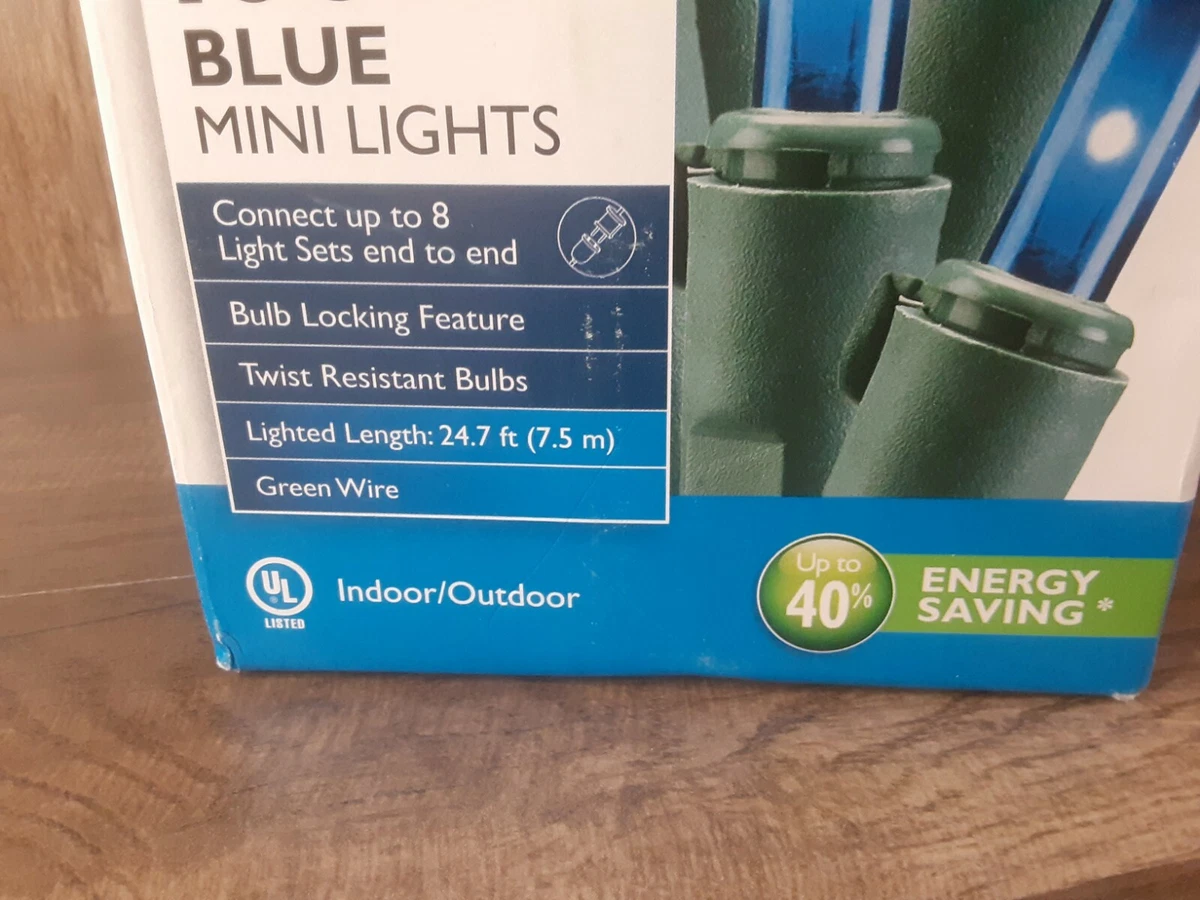 BLUE
MINI LIGHTS
Connect up to 8
Light Sets end to end
Bulb Locking Feature
Twist Resistant Bulbs
Lighted Length: 24.7 ft (7.5 m)
Green Wire
UL
LISTED
Indoor/Outdoor
Up to
40%
ENERGY
SAVING*